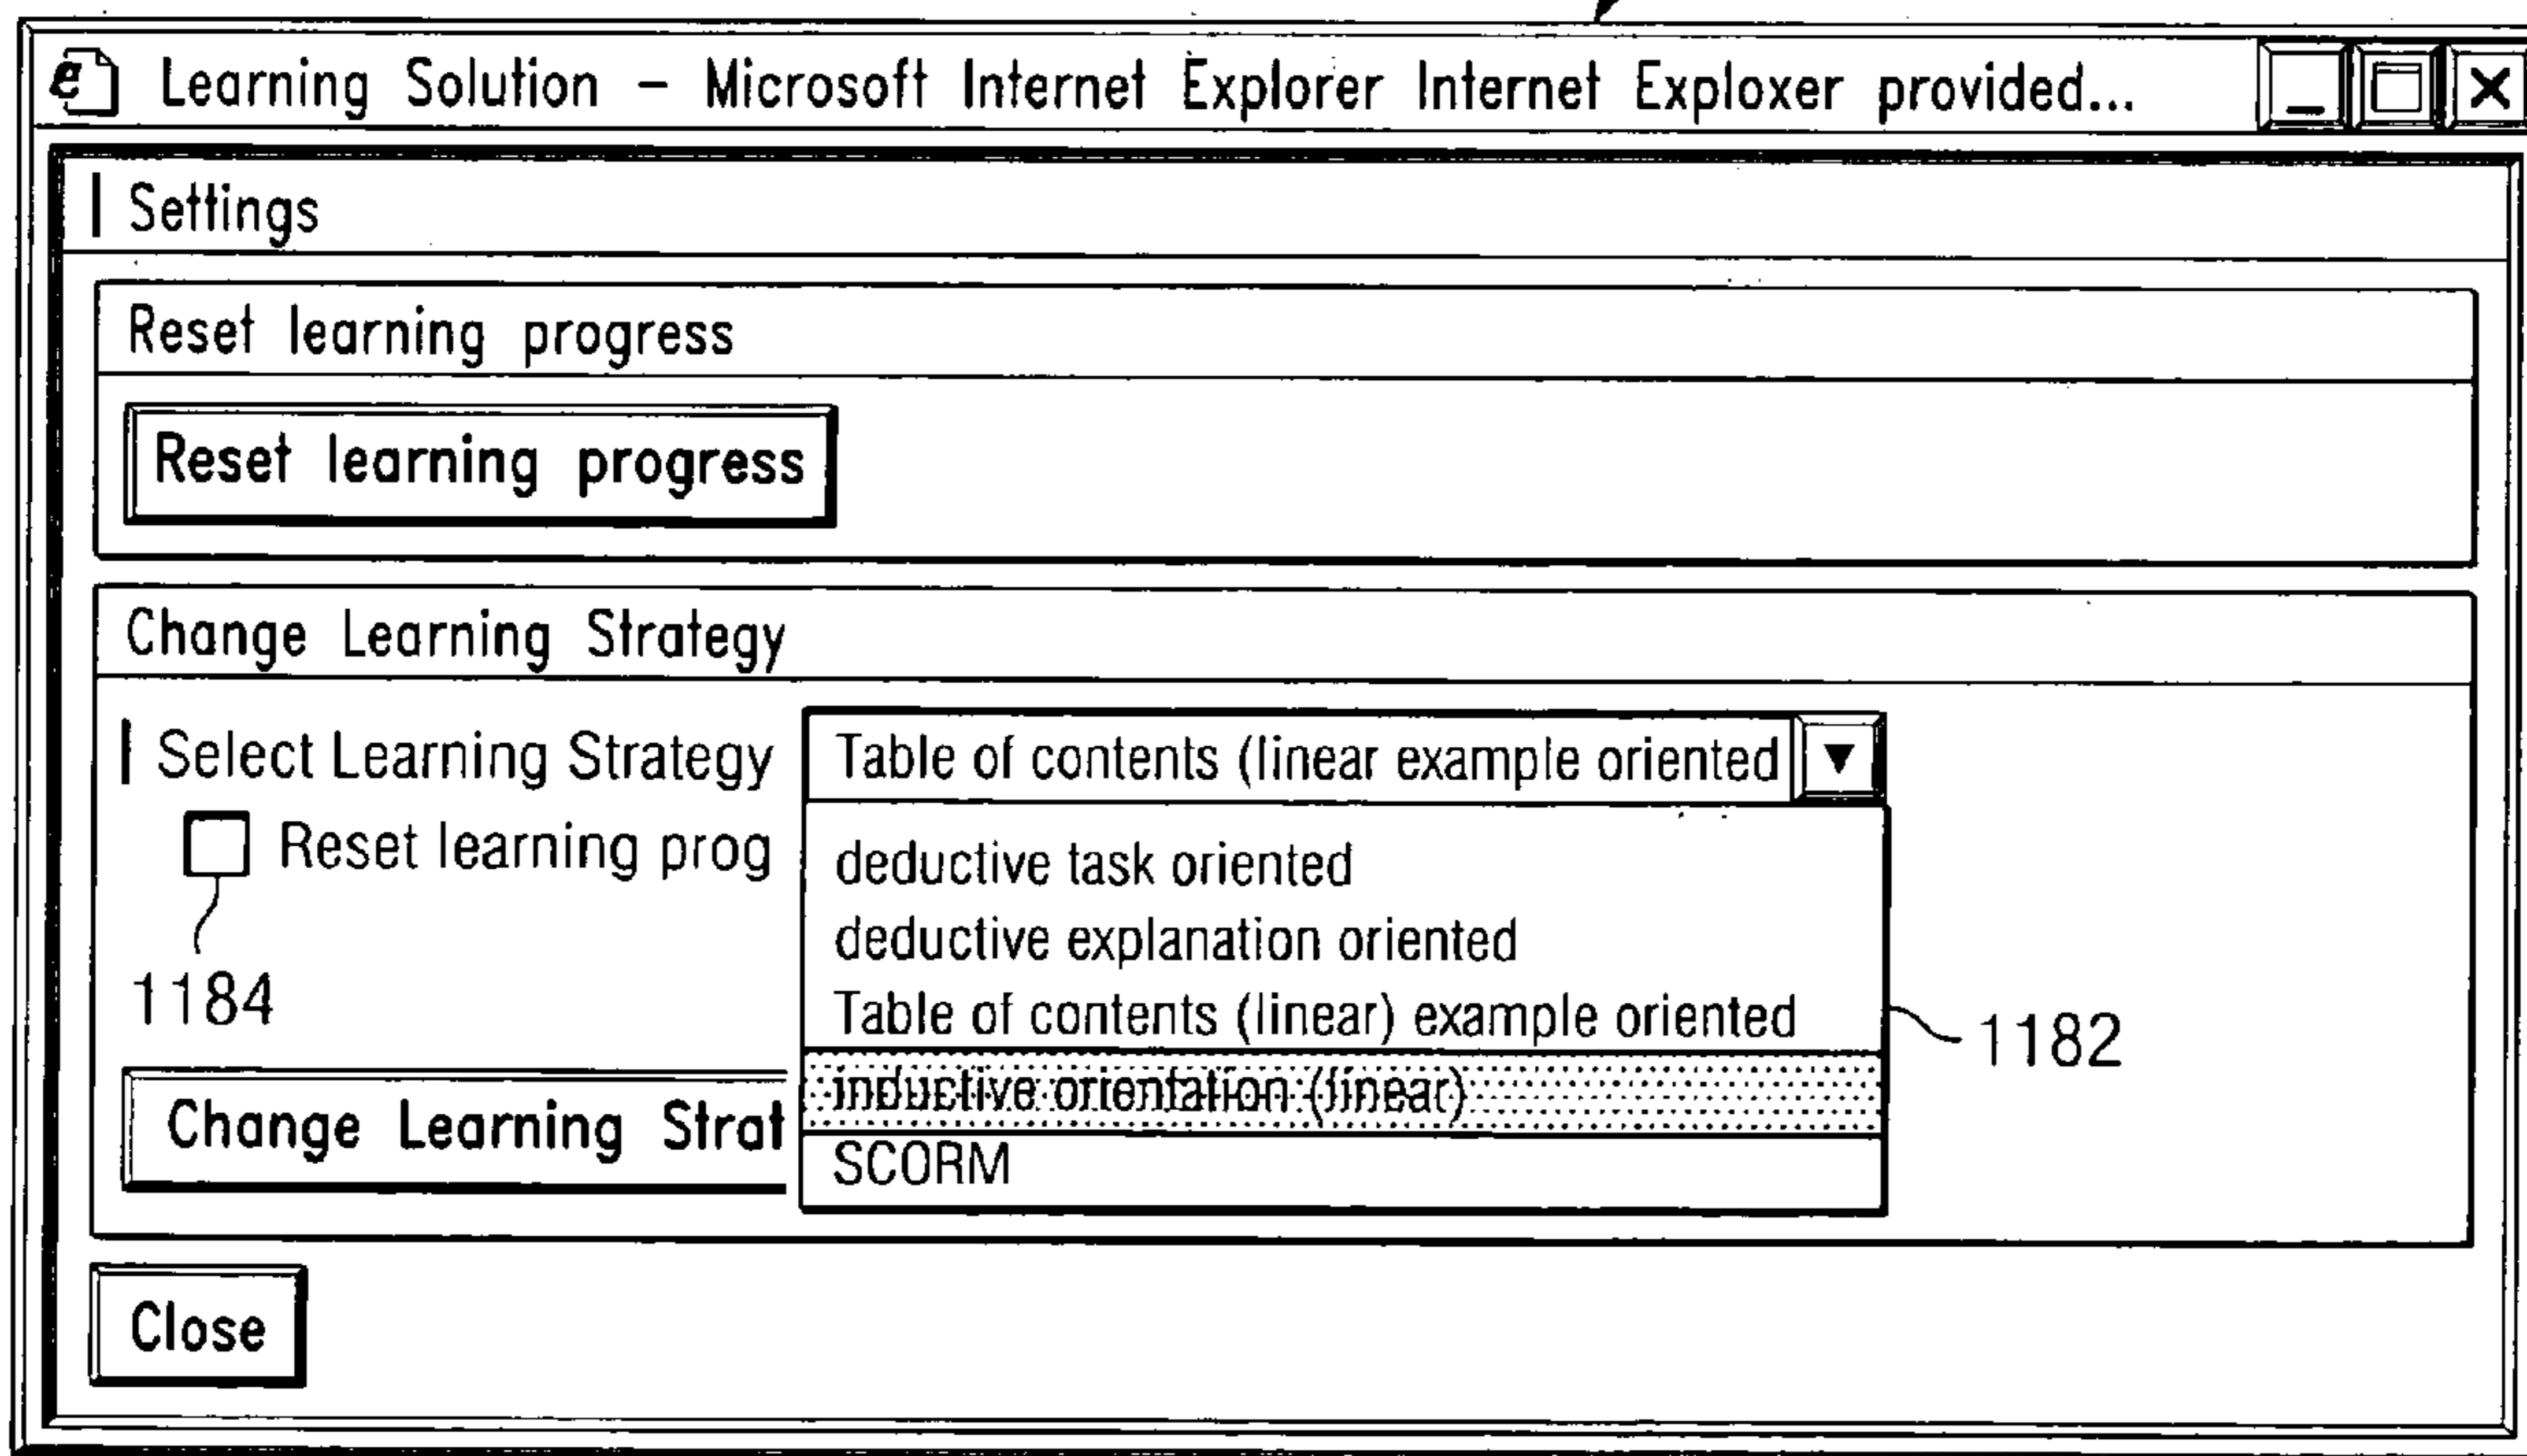 Learning Solution – Microsoft Internet Explorer Internet Exploxer provided...
Settings
Reset learning progress
Reset learning progress
Change Learning Strategy
Select Learning Strategy
Table of contents (linear example oriented
Reset learning prog
deductive task oriented
deductive explanation oriented
Table of contents (linear) example oriented
inductive orientation (linear)
SCORM
1184
1182
Change Learning Strat
Close